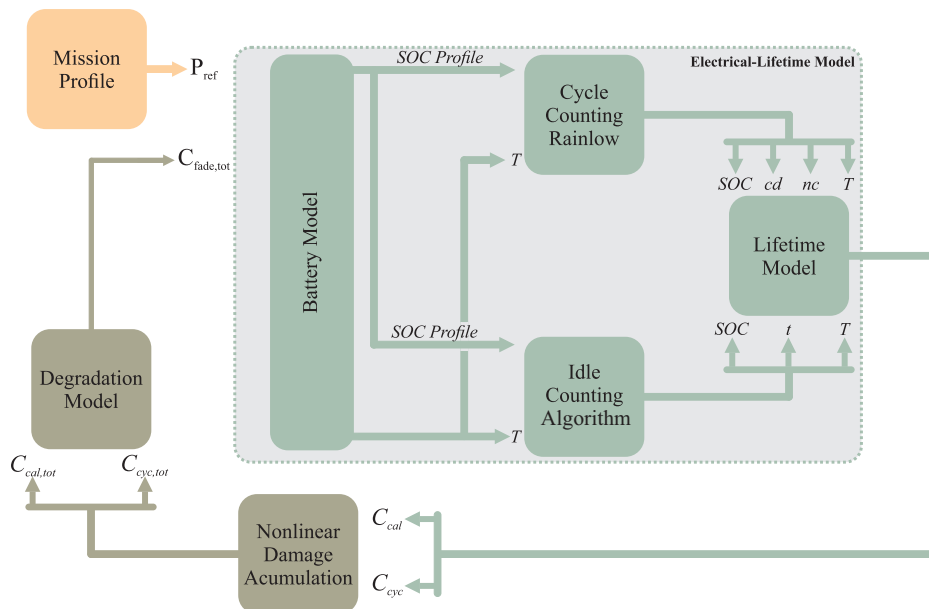 Mission
Profile
P_ref
SOC Profile
Electrical-Lifetime Model
Cycle
Counting
Rainlow
T
C_fade,tot
SOC cd nc T
Battery Model
Lifetime
Model
SOC Profile
SOC t T
Degradation
Model
Idle
Counting
Algorithm
T
C_cal,tot
C_cyc,tot
Nonlinear
Damage
Acumulation
C_cal
C_cyc